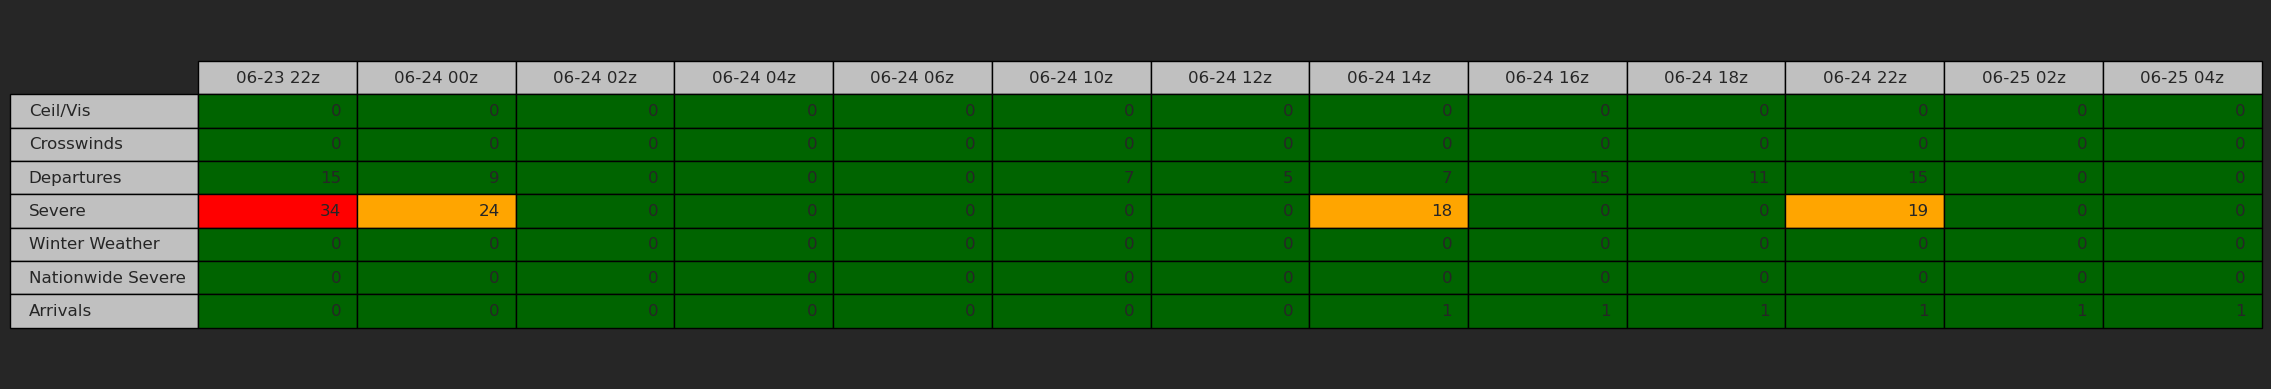 06-23 22z 06-24 00z 06-24 02z 06-24 04z 06-24 06z 06-24 10z 06-24 12z 06-24 14z 06-24 16z 06-24 18z 06-24 22z 06-25 02z 06-25 04z
Ceil/Vis 0 0 0 0 0 0 0 0 0 0 0 0 0
Crosswinds 0 0 0 0 0 0 0 0 0 0 0 0 0
Departures 15 9 0 0 0 7 5 7 15 11 15 0 0
Severe 34 24 0 0 0 0 0 18 0 0 19 0 0
Winter Weather 0 0 0 0 0 0 0 0 0 0 0 0 0
Nationwide Severe 0 0 0 0 0 0 0 0 0 0 0 0 0
Arrivals 0 0 0 0 0 0 0 1 1 1 1 1 1